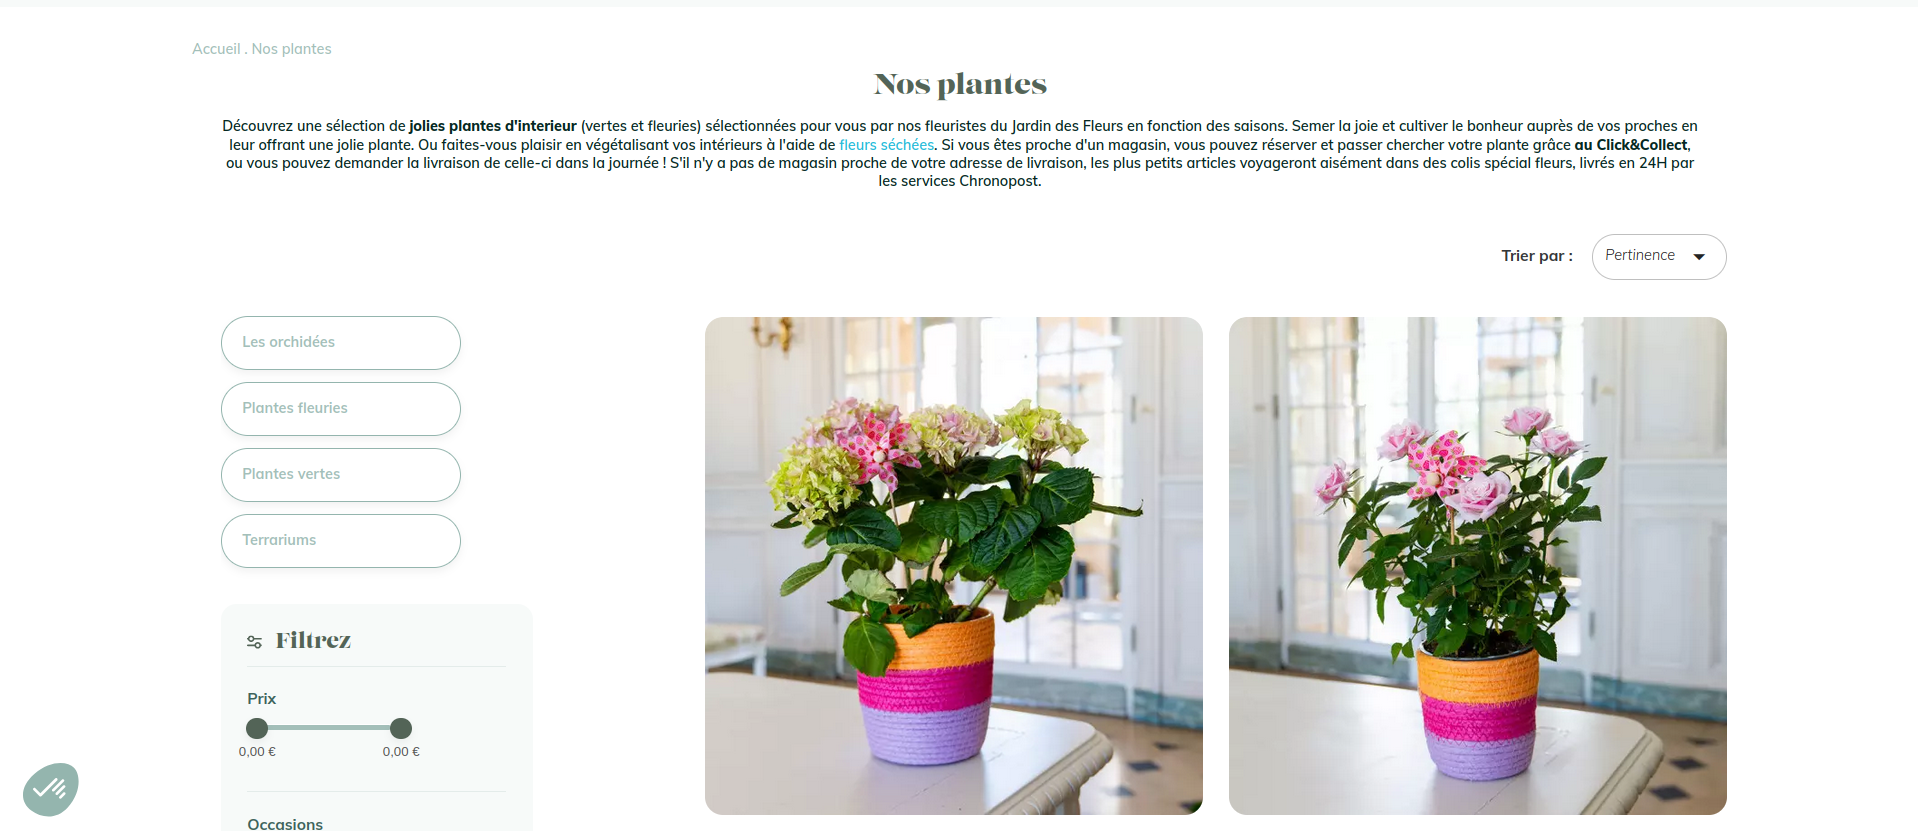 Accueil . Nos plantes
Nos plantes
Découvrez une sélection de jolies plantes d'interieur (vertes et fleuries) sélectionnées pour vous par nos fleuristes du Jardin des Fleurs en fonction des saisons. Semer la joie et cultiver le bonheur auprès de vos proches en
leur offrant une jolie plante. Ou faites-vous plaisir en végétalisant vos intérieurs à l'aide de fleurs séchées. Si vous êtes proche d'un magasin, vous pouvez réserver et passer chercher votre plante grâce au Click&Collect,
ou vous pouvez demander la livraison de celle-ci dans la journée ! S'il n'y a pas de magasin proche de votre adresse de livraison, les plus petits articles voyageront aisément dans des colis spécial fleurs, livrés en 24H par
les services Chronopost.
Trier par : Pertinence
Les orchidées
Plantes fleuries
Plantes vertes
Terrariums
Filtrez
Prix
0,00 € 0,00 €
Occasions